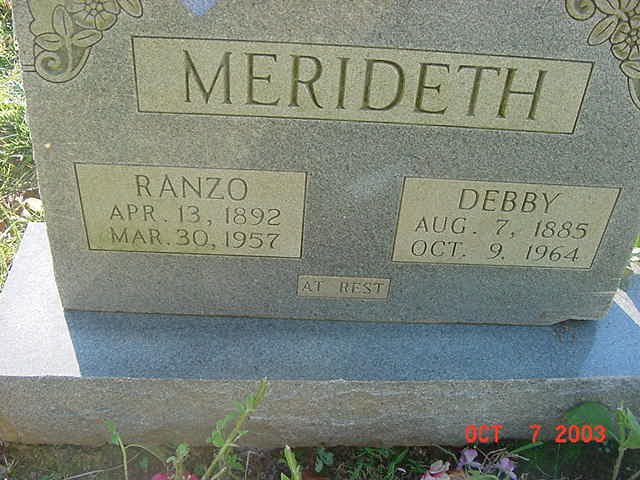 MERIDETH
RANZO
APR. 13, 1892
MAR. 30, 1957
DEBBY
AUG. 7, 1885
OCT. 9, 1964
AT REST
OCT 7 2003